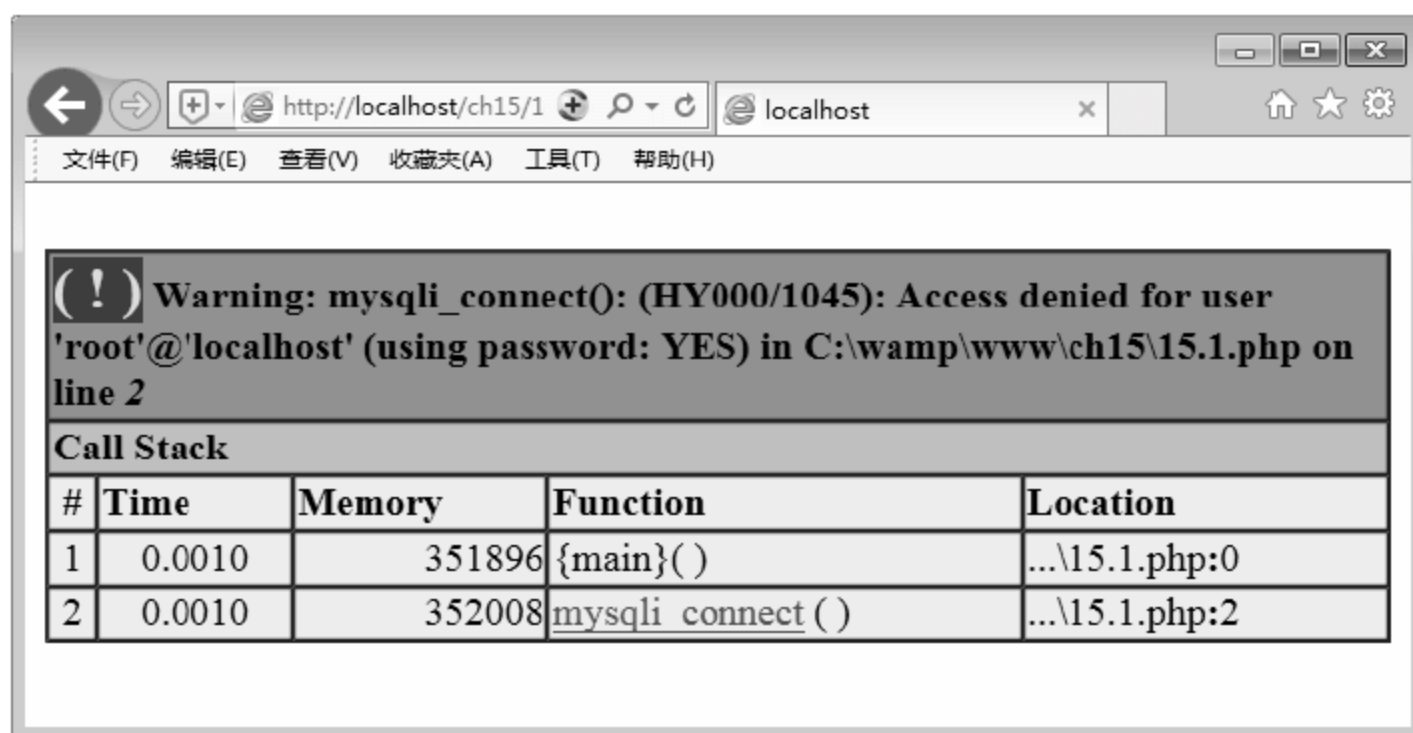 http://localhost/ch15/1
localhost
文件(F) 编辑(E) 查看(V) 收藏夹(A) 工具(T) 帮助(H)
( ! ) Warning: mysqli_connect(): (HY000/1045): Access denied for user
'root'@'localhost' (using password: YES) in C:\wamp\www\ch15\15.1.php on
line 2
Call Stack
# Time Memory Function Location
1 0.0010 351896 {main}( ) ...\15.1.php:0
2 0.0010 352008 mysqli_connect ( ) ...\15.1.php:2